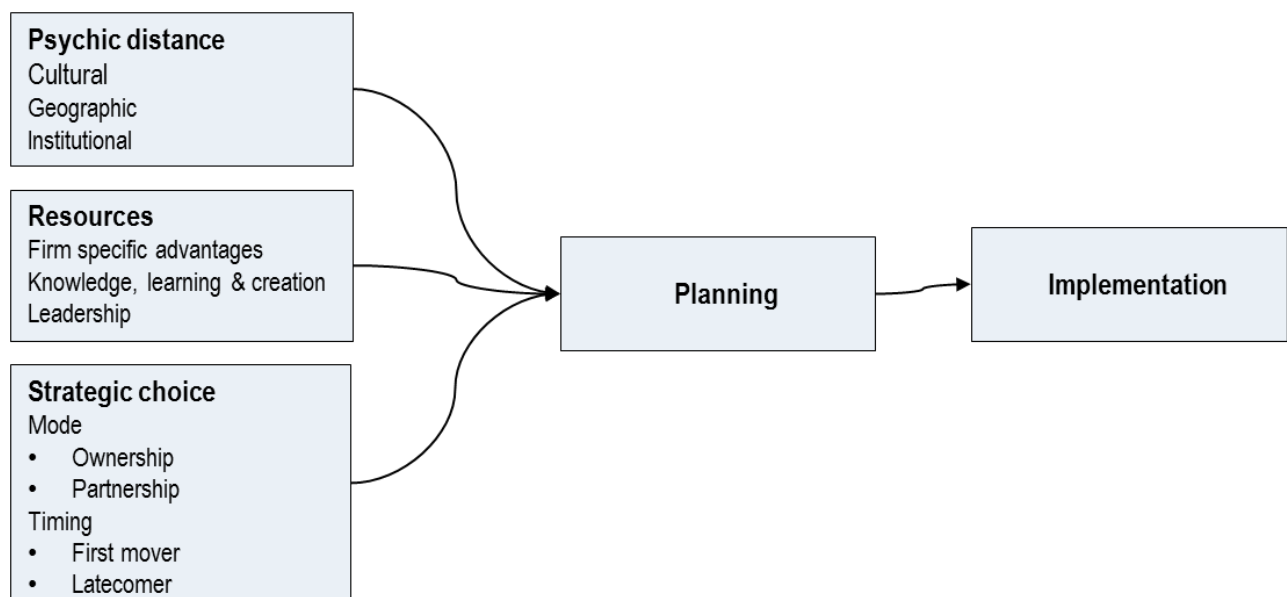 Psychic distance
Cultural
Geographic
Institutional
Resources
Firm specific advantages
Knowledge, learning & creation
Leadership
Strategic choice
Mode
• Ownership
• Partnership
Timing
• First mover
• Latecomer
Planning
Implementation